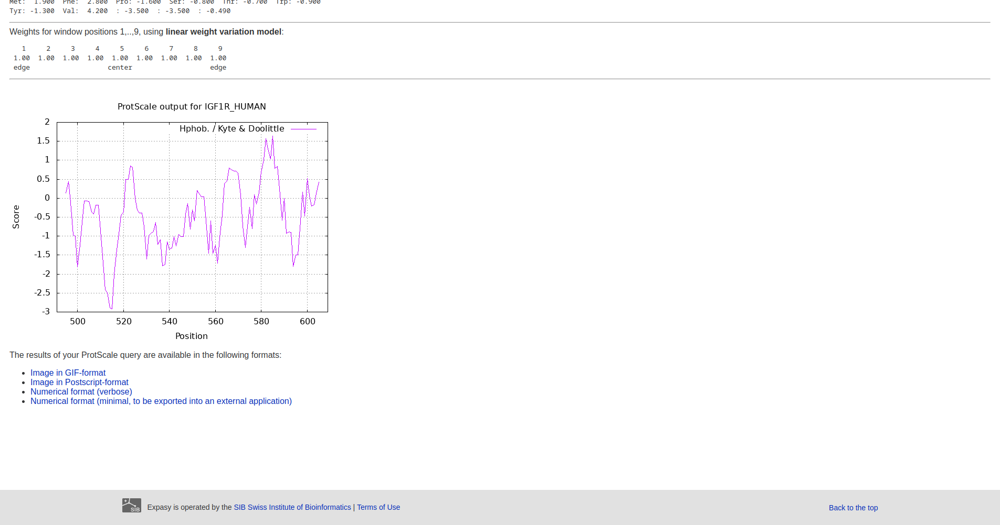 Met:  1.900  Phe:  2.800  Pro: -1.600  Ser: -0.800  Thr: -0.700  Trp: -0.900
Tyr: -1.300  Val:  4.200  : -3.500  : -3.500  : -0.490
Weights for window positions 1,..,9, using linear weight variation model:
1 2 3 4 5 6 7 8 9
1.00 1.00 1.00 1.00 1.00 1.00 1.00 1.00 1.00
edge center edge
ProtScale output for IGF1R_HUMAN
Hphob. / Kyte & Doolittle
2
1.5
1
0.5
0
-0.5
-1
-1.5
-2
-2.5
-3
Score
500 520 540 560 580 600
Position
The results of your ProtScale query are available in the following formats:
• Image in GIF-format
• Image in Postscript-format
• Numerical format (verbose)
• Numerical format (minimal, to be exported into an external application)
SIB Expasy is operated by the SIB Swiss Institute of Bioinformatics | Terms of Use
Back to the top